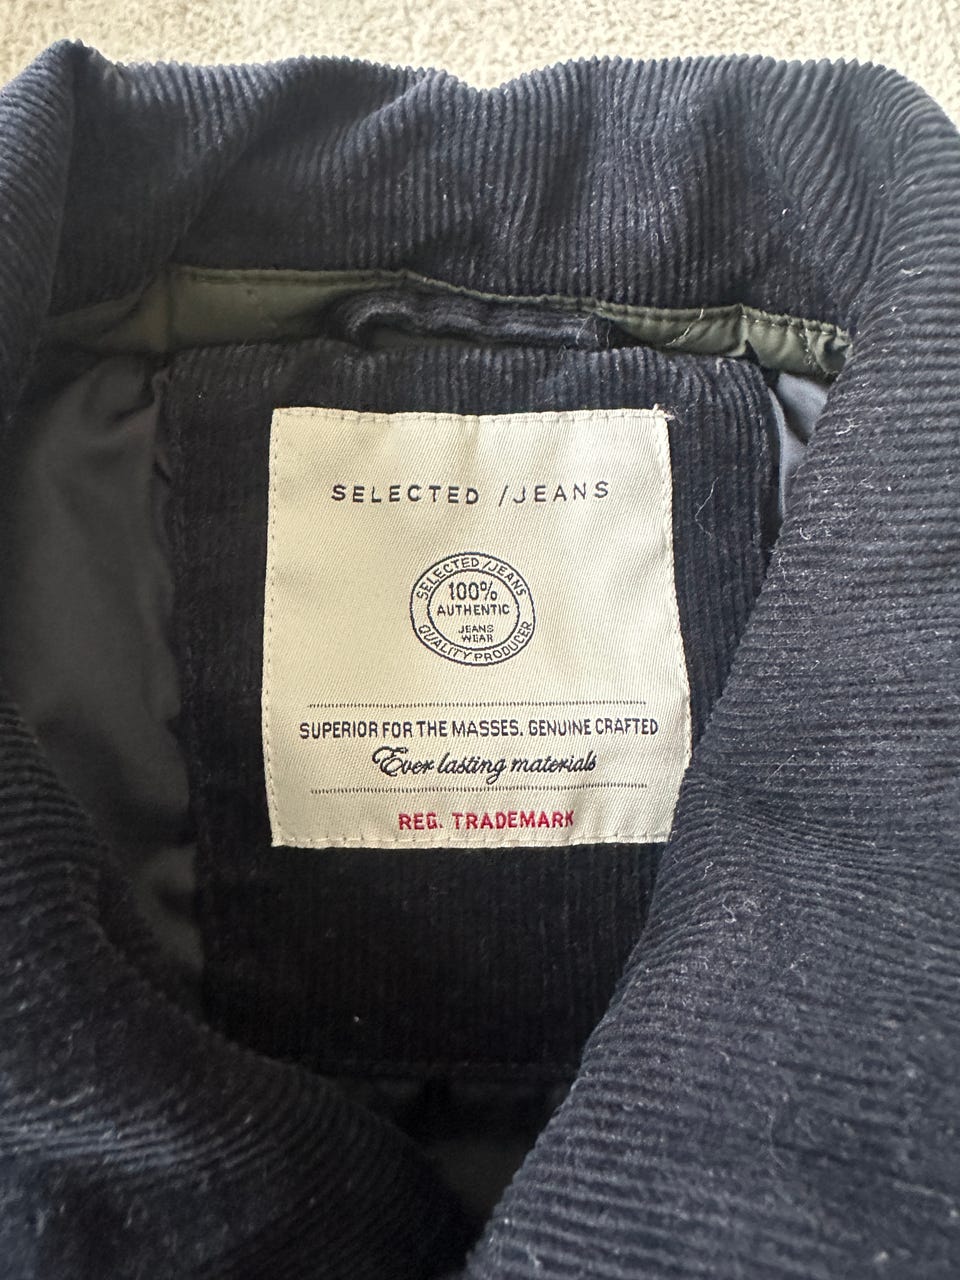 SELECTED /JEANS
SELECTED/JEANS
100%
AUTHENTIC
JEANS
WEAR
QUALITY PRODUCER
SUPERIOR FOR THE MASSES. GENUINE CRAFTED
Ever lasting materials
REG. TRADEMARK